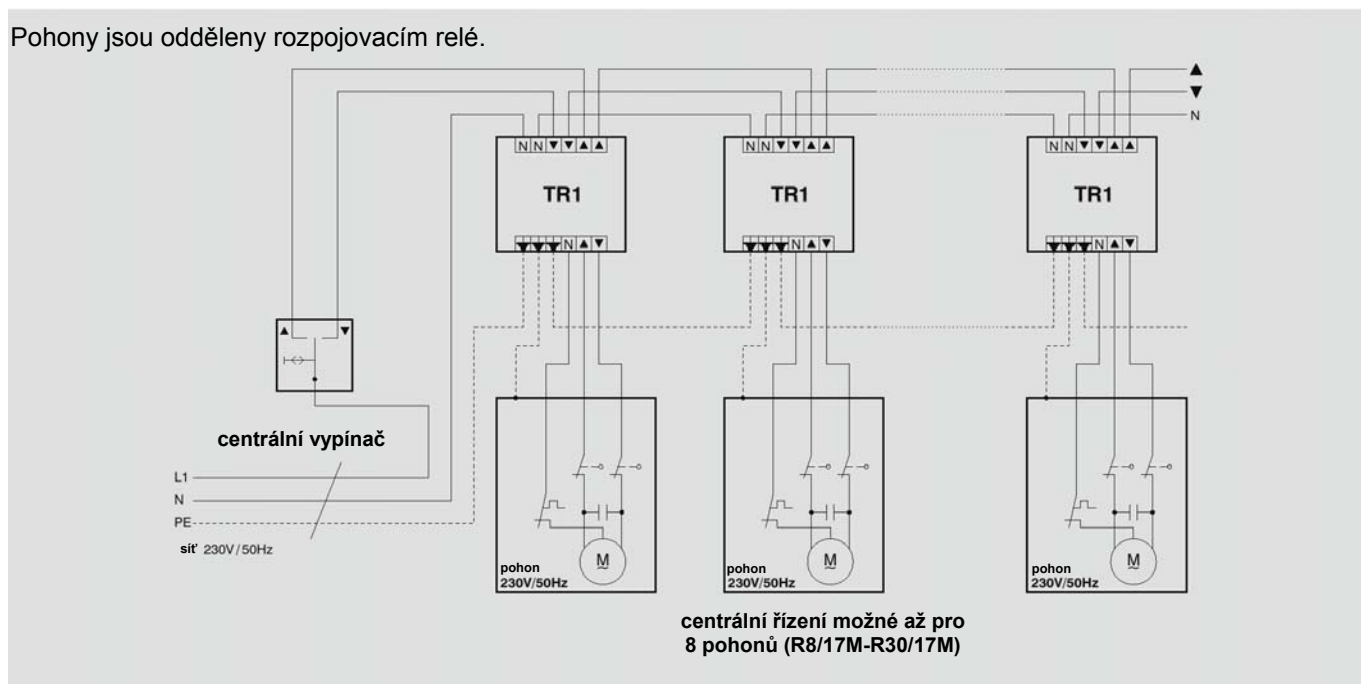 Pohony jsou odděleny rozpojovacím relé.
▲
▼
N
N N ▼ ▼ ▲ ▲
N N ▼ ▼ ▲ ▲
N N ▼ ▼ ▲ ▲
TR1
TR1
TR1
▼ ▼ ▼ N ▲ ▼
▼ ▼ ▼ N ▲ ▼
▼ ▼ ▼ N ▲ ▼
▲ ▼
centrální vypínač
L1
N
PE
síť 230V/50Hz
M
~
pohon
230V/50Hz
M
~
pohon
230V/50Hz
M
~
pohon
230V/50Hz
centrální řízení možné až pro
8 pohonů (R8/17M-R30/17M)